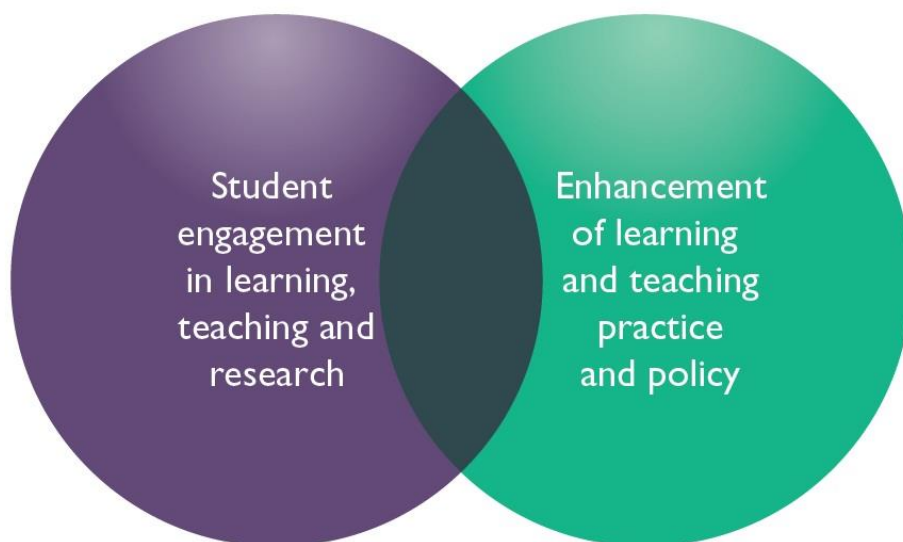 Student
engagement
in learning,
teaching and
research
Enhancement
of learning
and teaching
practice
and policy